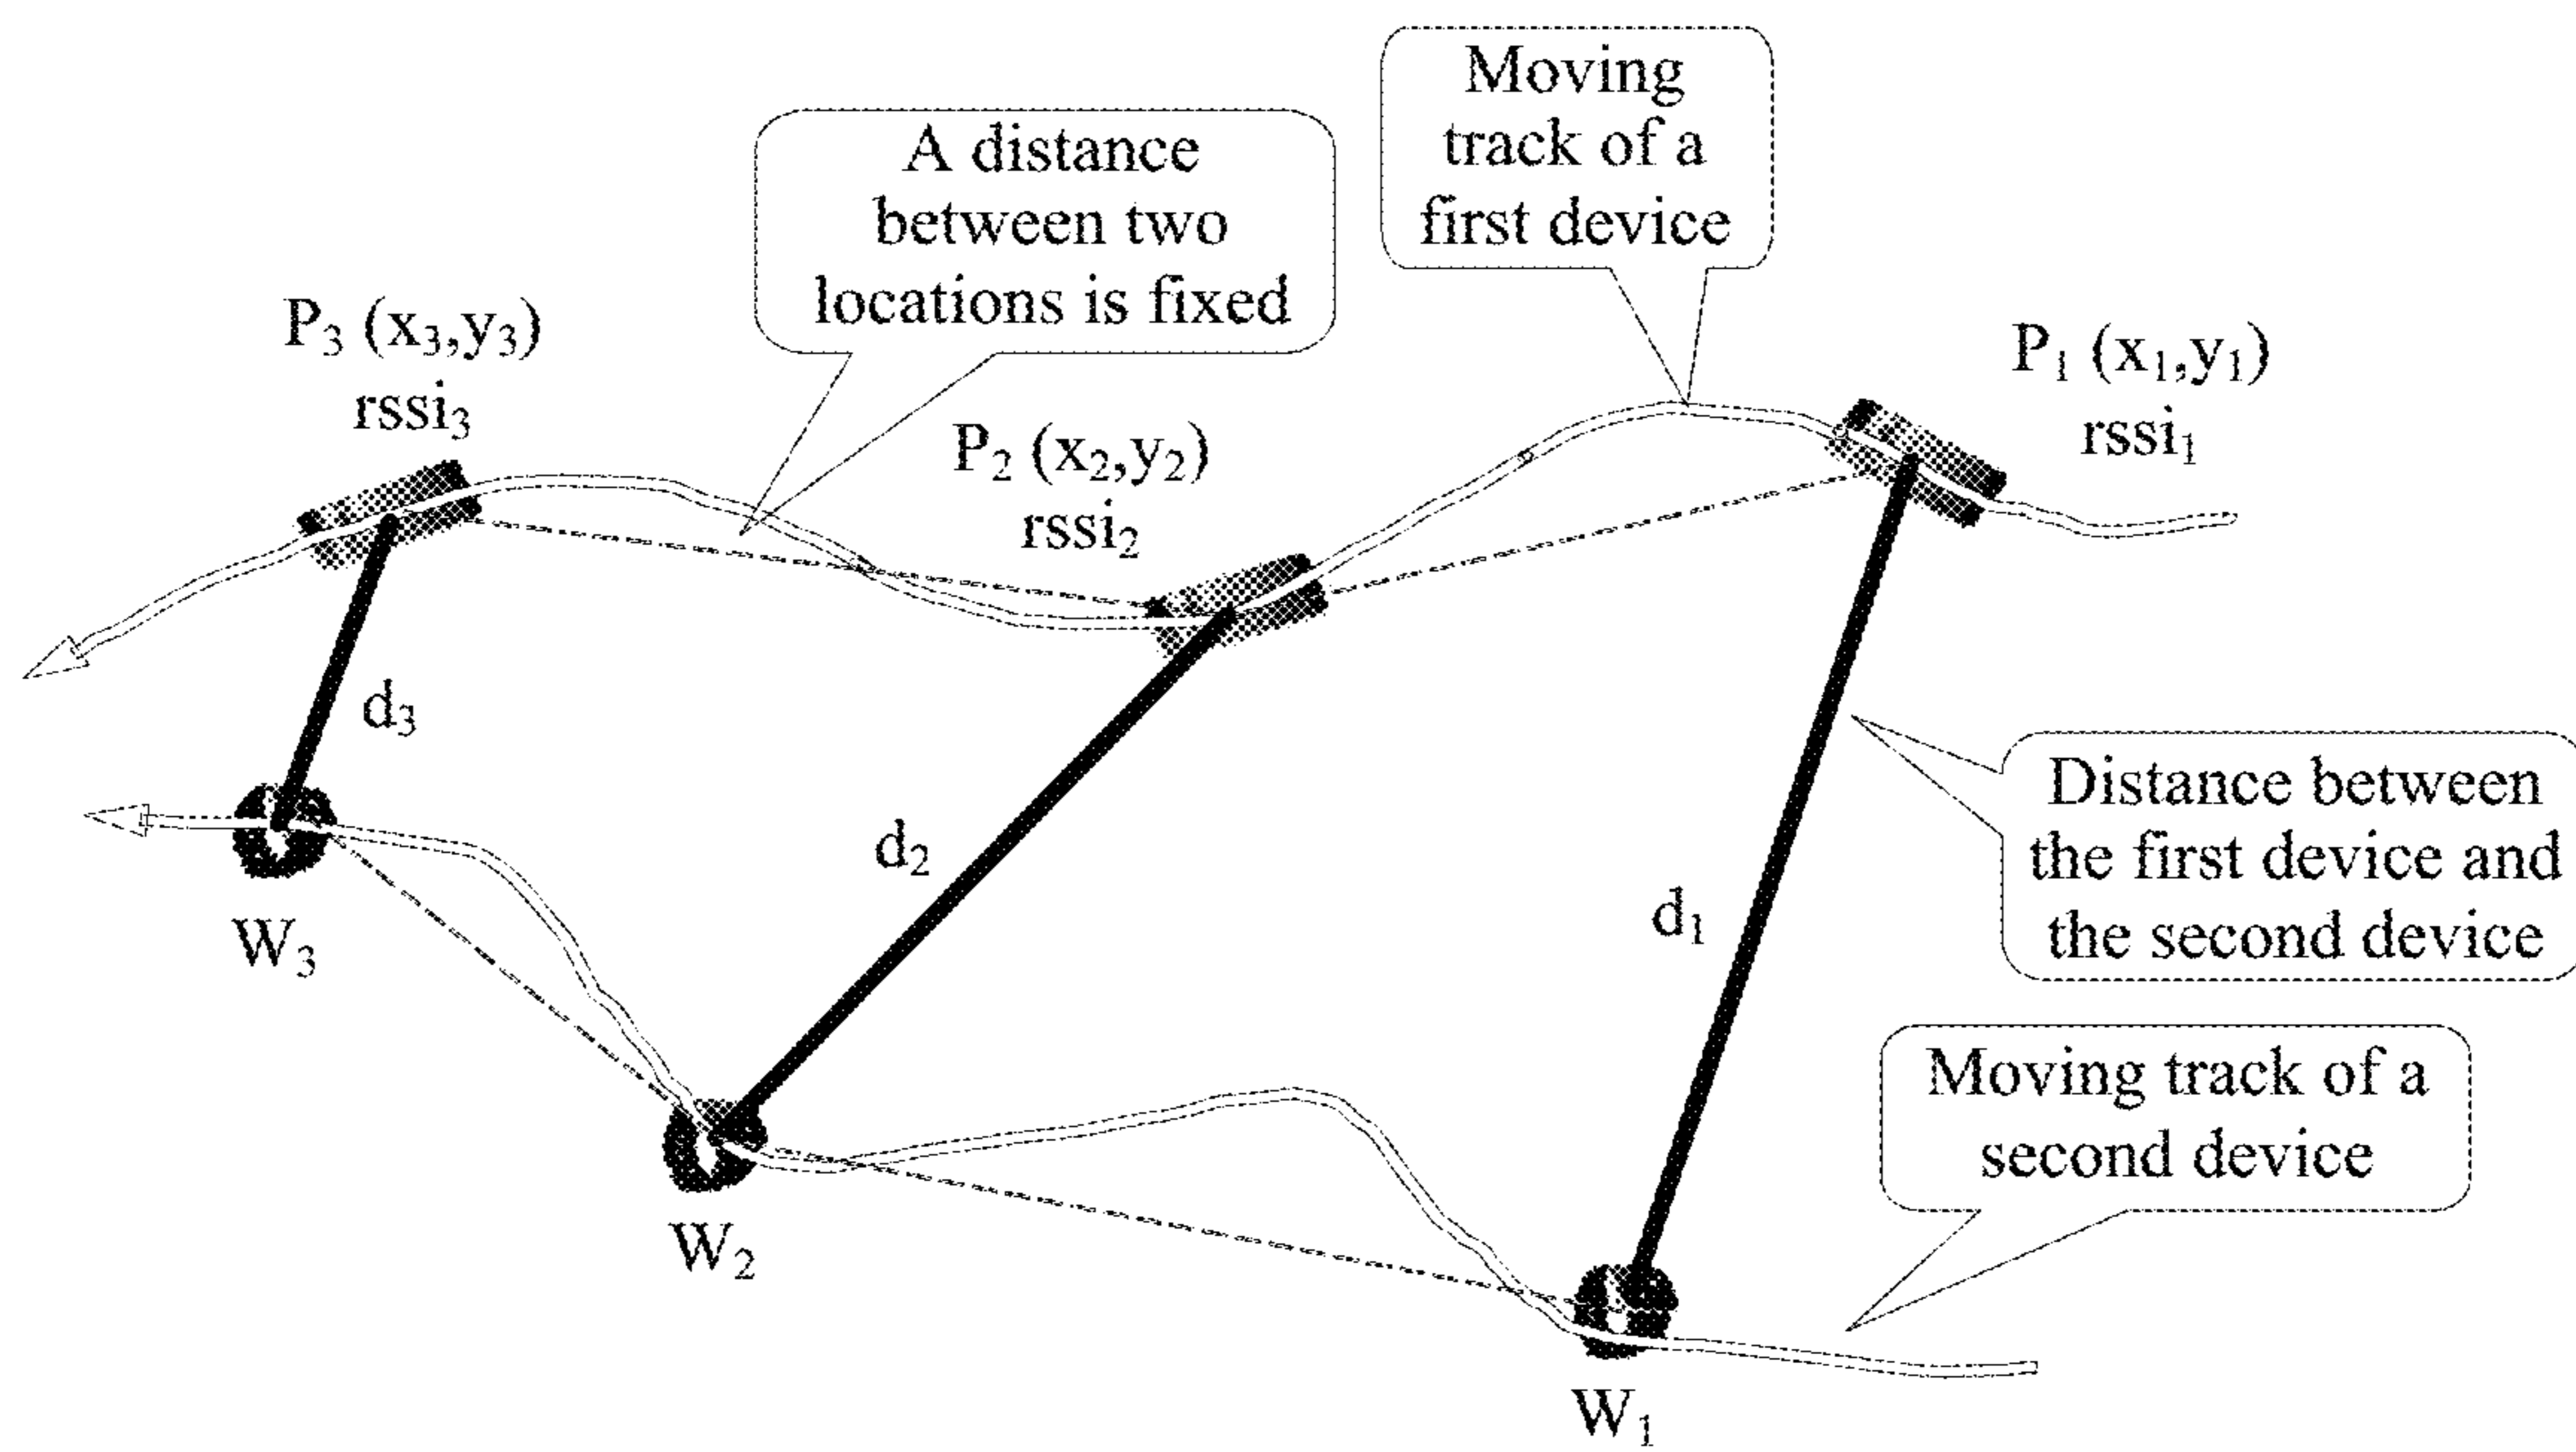 Moving
track of a
first device
A distance
between two
locations is fixed
P₃ (x₃,y₃)
rssi₃
P₂ (x₂,y₂)
rssi₂
P₁ (x₁,y₁)
rssi₁
d₃
d₂
d₁
Distance between
the first device and
the second device
W₃
W₂
W₁
Moving track of a
second device